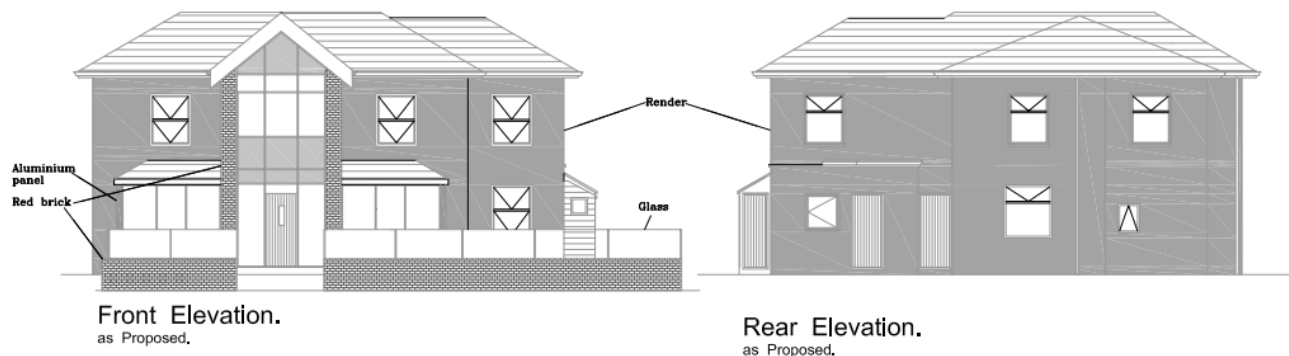 Render
Aluminium
panel
Red brick
Glass
Front Elevation.
as Proposed.
Rear Elevation.
as Proposed.